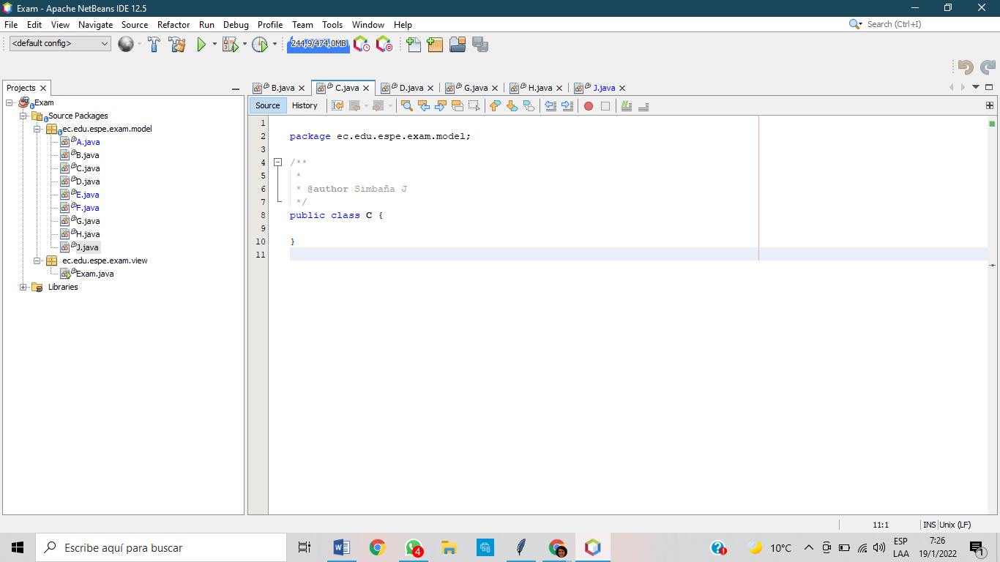 Exam - Apache NetBeans IDE 12.5
File Edit View Navigate Source Refactor Run Debug Profile Team Tools Window Help
Search (Ctrl+I)
<default config>
244,9/474,0MB
Projects
B.java C.java D.java G.java H.java J.java
Source History
Exam
Source Packages
ec.edu.espe.exam.model
A.java
B.java
C.java
D.java
E.java
F.java
G.java
H.java
J.java
ec.edu.espe.exam.view
Exam.java
Libraries
1
2 package ec.edu.espe.exam.model;
3
4 /**
5 *
6 * @author Simbaña J
7 */
8 public class C {
9
10 }
11
11:1 INS Unix (LF)
Escribe aquí para buscar
4
10°C
ESP
LAA
7:26
19/1/2022
1